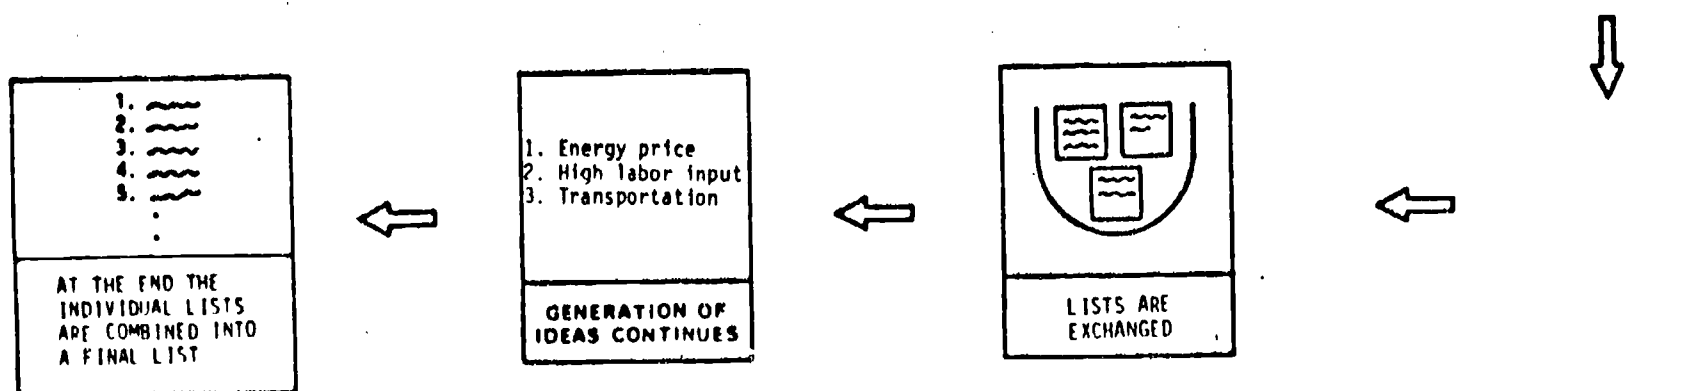 1.
2.
3.
4.
5.
AT THE END THE
INDIVIDUAL LISTS
ARE COMBINED INTO
A FINAL LIST
1. Energy price
2. High labor input
3. Transportation
GENERATION OF
IDEAS CONTINUES
LISTS ARE
EXCHANGED